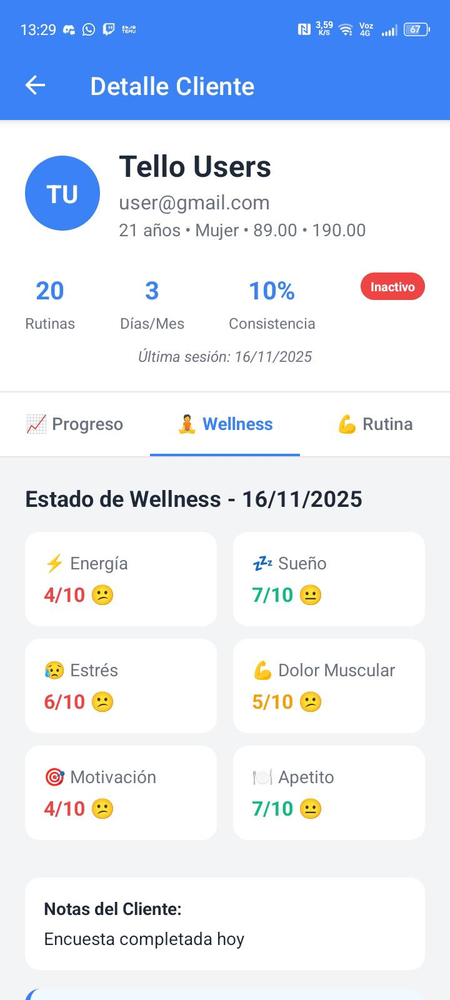 13:29 3,59 K/S Voz 4G 67
Detalle Cliente
TU
Tello Users
user@gmail.com
21 años • Mujer • 89.00 • 190.00
20 3 10% Inactivo
Rutinas Días/Mes Consistencia
Última sesión: 16/11/2025
📈 Progreso 🧘 Wellness 💪 Rutina
Estado de Wellness - 16/11/2025
⚡ Energía 💤 Sueño
4/10 😕 7/10 😐
😥 Estrés 💪 Dolor Muscular
6/10 😕 5/10 😕
🎯 Motivación 🍽️ Apetito
4/10 😕 7/10 😐
Notas del Cliente:
Encuesta completada hoy